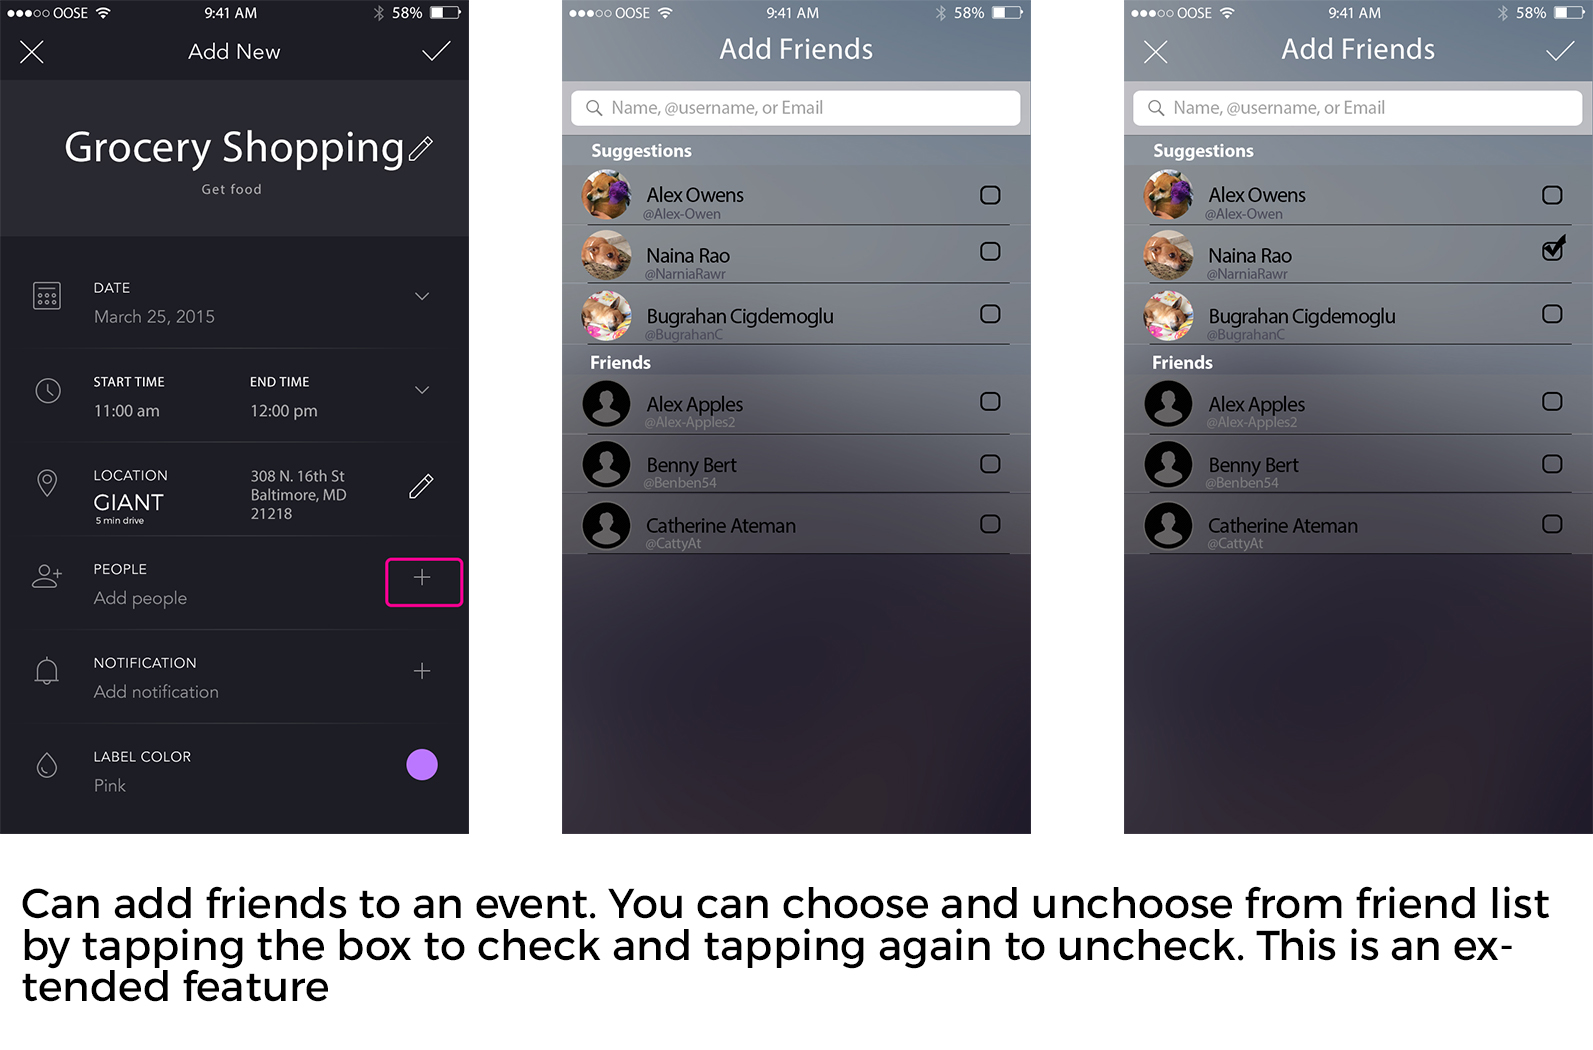 OOSE 9:41 AM 58%
Add New
Grocery Shopping
Get food
DATE
March 25, 2015
START TIME END TIME
11:00 am 12:00 pm
LOCATION
GIANT
5 min drive
308 N. 16th St
Baltimore, MD
21218
PEOPLE
Add people
NOTIFICATION
Add notification
LABEL COLOR
Pink
OOSE 9:41 AM 58%
Add Friends
Name, @username, or Email
Suggestions
Alex Owens
@Alex-Owen
Naina Rao
@NarniaRawr
Bugrahan Cigdemoglu
@BugrahanC
Friends
Alex Apples
@Alex-Apples2
Benny Bert
@Benben54
Catherine Ateman
@CattyAt
OOSE 9:41 AM 58%
Add Friends
Name, @username, or Email
Suggestions
Alex Owens
@Alex-Owen
Naina Rao
@NarniaRawr
Bugrahan Cigdemoglu
@BugrahanC
Friends
Alex Apples
@Alex-Apples2
Benny Bert
@Benben54
Catherine Ateman
@CattyAt
Can add friends to an event. You can choose and unchoose from friend list
by tapping the box to check and tapping again to uncheck. This is an ex-
tended feature